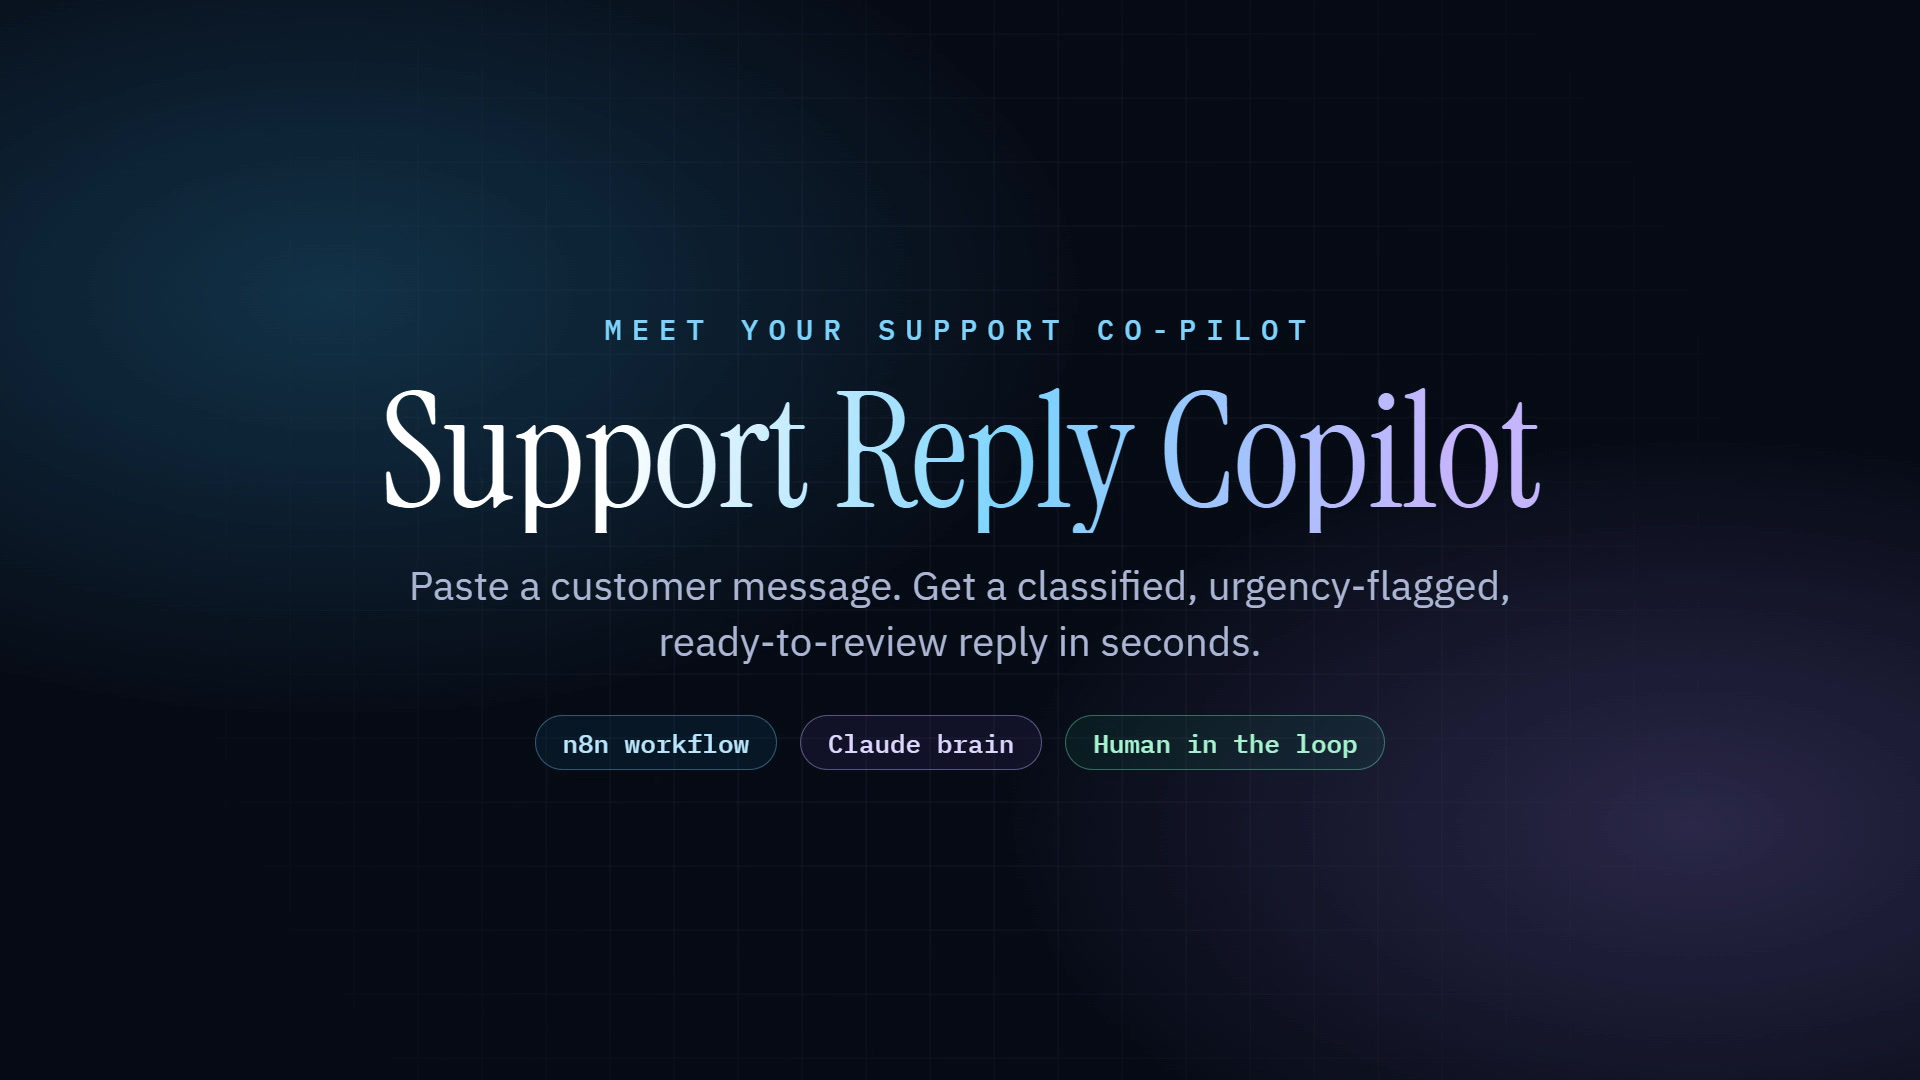 MEET YOUR SUPPORT CO-PILOT
Support Reply Copilot
Paste a customer message. Get a classified, urgency-flagged,
ready-to-review reply in seconds.
n8n workflow Claude brain Human in the loop